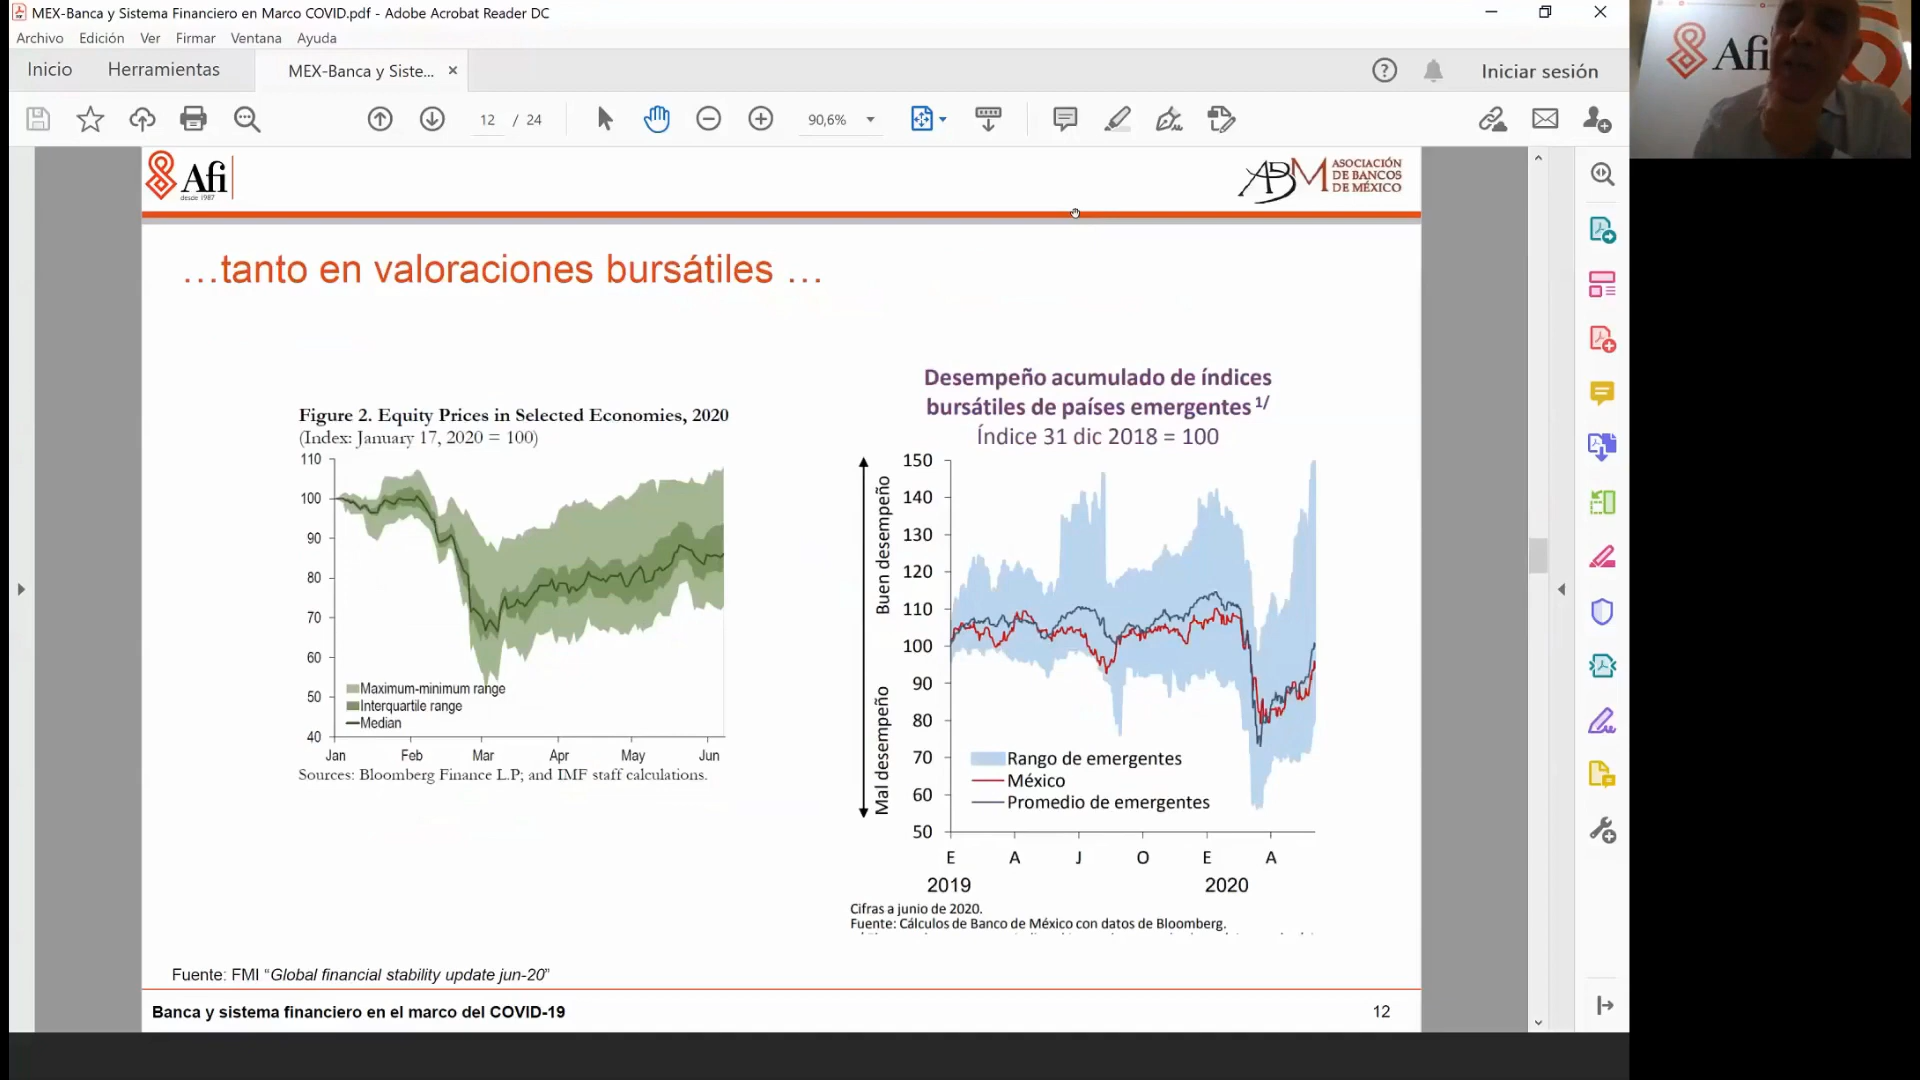 MEX-Banca y Sistema Financiero en Marco COVID.pdf - Adobe Acrobat Reader DC
Archivo Edición Ver Firmar Ventana Ayuda
Inicio Herramientas MEX-Banca y Siste... × Iniciar sesión
12 / 24 90,6%
Afi
Afi
desde 1987
ABM ASOCIACIÓN
DE BANCOS
DE MÉXICO
…tanto en valoraciones bursátiles …
Figure 2. Equity Prices in Selected Economies, 2020
(Index: January 17, 2020 = 100)
110
100
90
80
70
60
50
40
Maximum-minimum range
Interquartile range
Median
Jan Feb Mar Apr May Jun
Sources: Bloomberg Finance L.P; and IMF staff calculations.
Desempeño acumulado de índices
bursátiles de países emergentes 1/
Índice 31 dic 2018 = 100
Buen desempeño
Mal desempeño
150
140
130
120
110
100
90
80
70
60
50
Rango de emergentes
México
Promedio de emergentes
E A J O E A
2019 2020
Cifras a junio de 2020.
Fuente: Cálculos de Banco de México con datos de Bloomberg.
Fuente: FMI “Global financial stability update jun-20”
Banca y sistema financiero en el marco del COVID-19 12